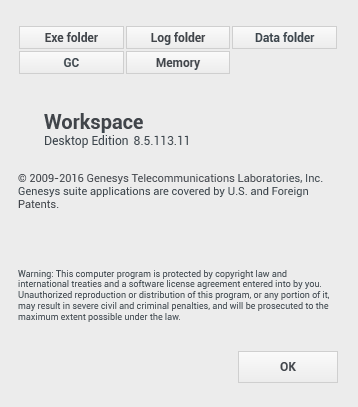 Exe folder Log folder Data folder
GC Memory
Workspace
Desktop Edition 8.5.113.11
© 2009-2016 Genesys Telecommunications Laboratories, Inc.
Genesys suite applications are covered by U.S. and Foreign
Patents.
Warning: This computer program is protected by copyright law and
international treaties and a software license agreement entered into by you.
Unauthorized reproduction or distribution of this program, or any portion of it,
may result in severe civil and criminal penalties, and will be prosecuted to the
maximum extent possible under the law.
OK